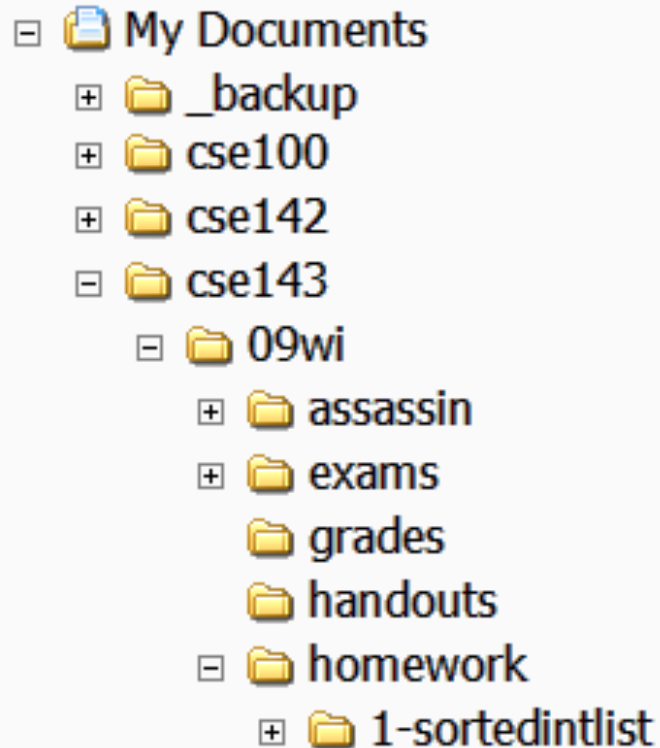 My Documents
_backup
cse100
cse142
cse143
09wi
assassin
exams
grades
handouts
homework
1-sortedintlist